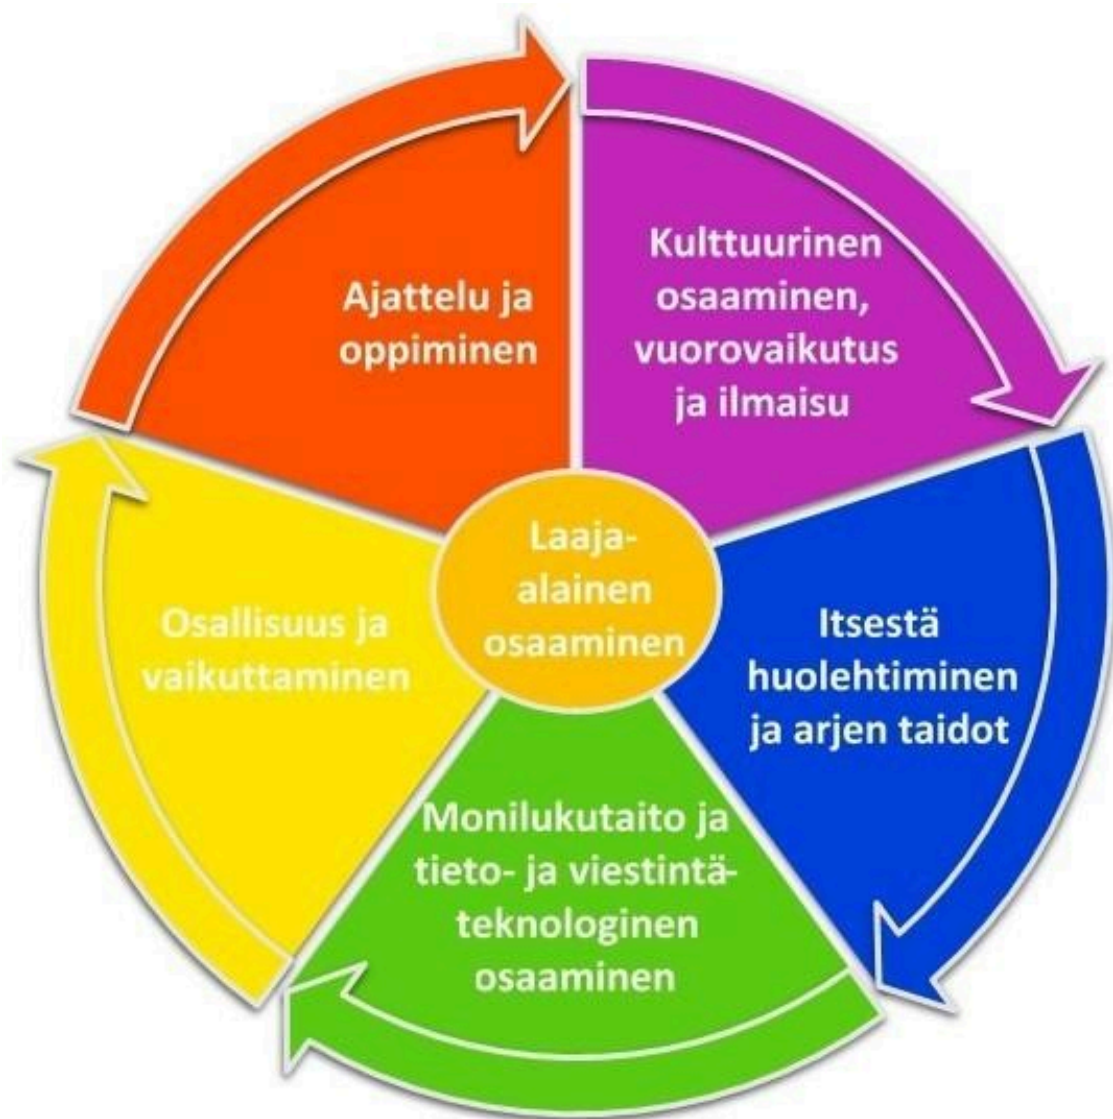 Ajattelu ja
oppiminen
Kulttuurinen
osaaminen,
vuorovaikutus
ja ilmaisu
Itsestä
huolehtiminen
ja arjen taidot
Monilukutaito ja
tieto- ja viestintä-
teknologinen
osaaminen
Osallisuus ja
vaikuttaminen
Laaja-
alainen
osaaminen